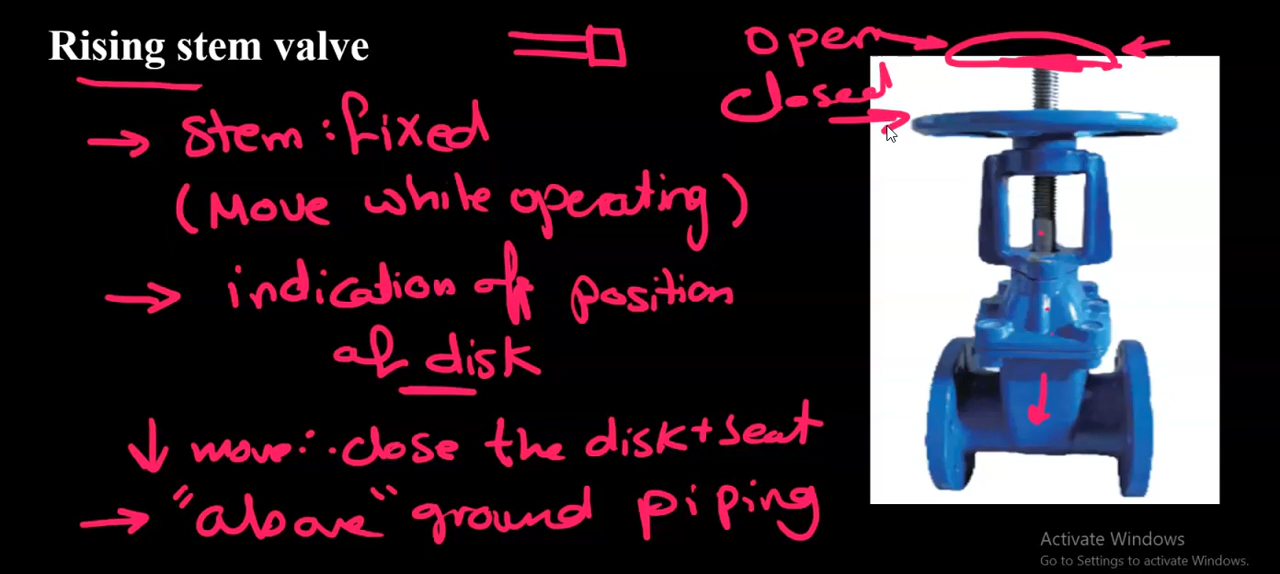 Rising stem valve
open
closed
→ stem : fixed
(Move while operating)
→ indication of position
of disk
↓ move ∴ close the disk + seat
→ "above" ground piping
Activate Windows
Go to Settings to activate Windows.